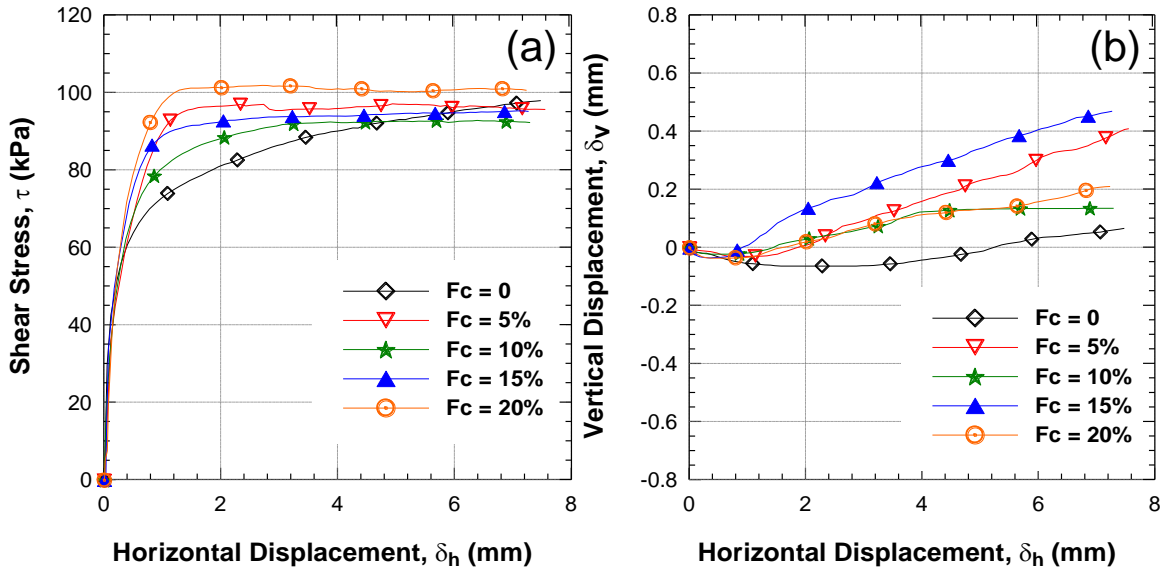 (a)
Shear Stress, τ (kPa)
120
100
80
60
40
20
0
0 2 4 6 8
Horizontal Displacement, δh (mm)
Fc = 0
Fc = 5%
Fc = 10%
Fc = 15%
Fc = 20%
(b)
Vertical Displacement, δv (mm)
0.8
0.6
0.4
0.2
0
-0.2
-0.4
-0.6
-0.8
0 2 4 6 8
Horizontal Displacement, δh (mm)
Fc = 0
Fc = 5%
Fc = 10%
Fc = 15%
Fc = 20%